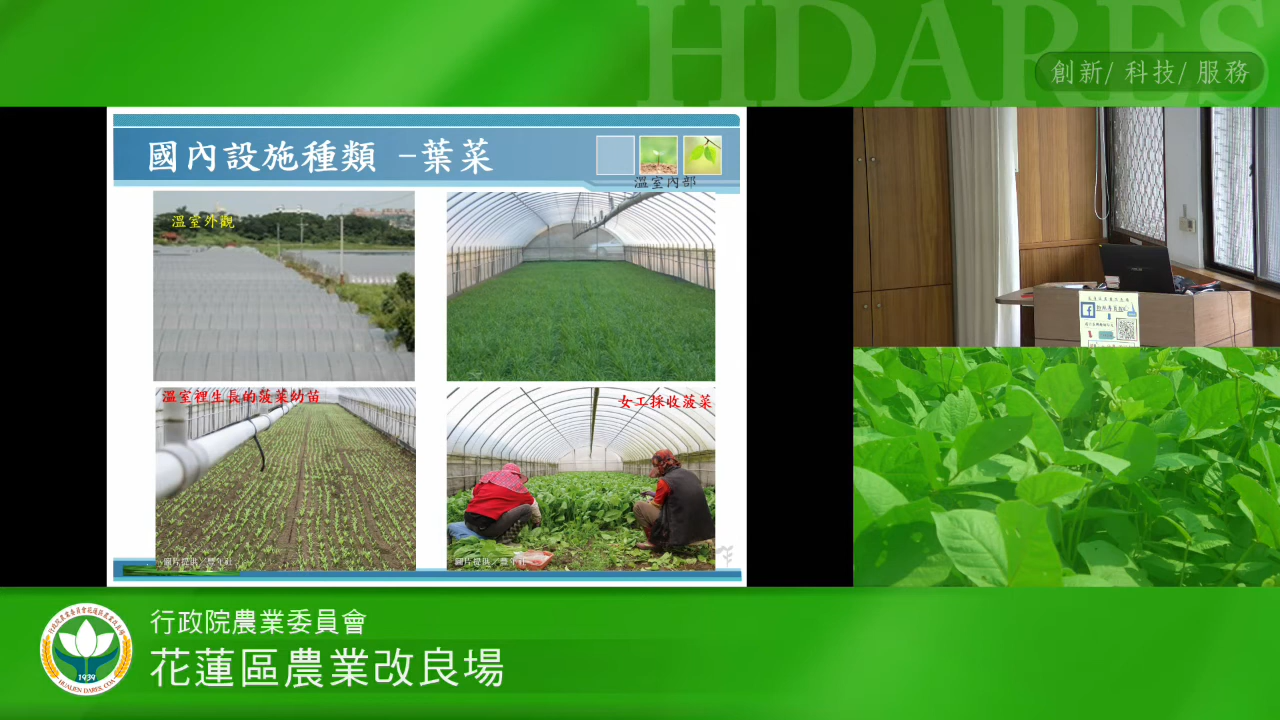 HDARES
創新/ 科技/ 服務
國內設施種類 -葉菜
溫室內部
溫室外觀
溫室裡生長的菠菜幼苗
女工採收菠菜
行政院農業委員會
花蓮區農業改良場
1939